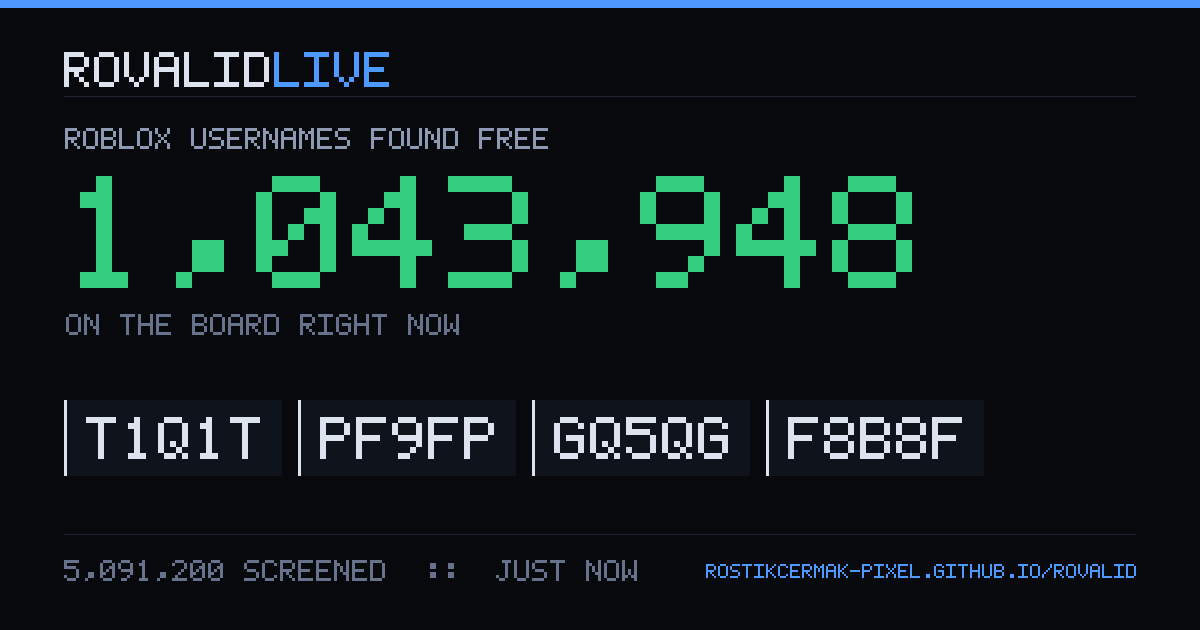 ROVALIDLIVE
ROBLOX USERNAMES FOUND FREE
1,043,948
ON THE BOARD RIGHT NOW
T1Q1T PF9FP GQ5QG F8B8F
5,091,200 SCREENED :: JUST NOW ROSTIKCERMAK-PIXEL.GITHUB.IO/ROVALID